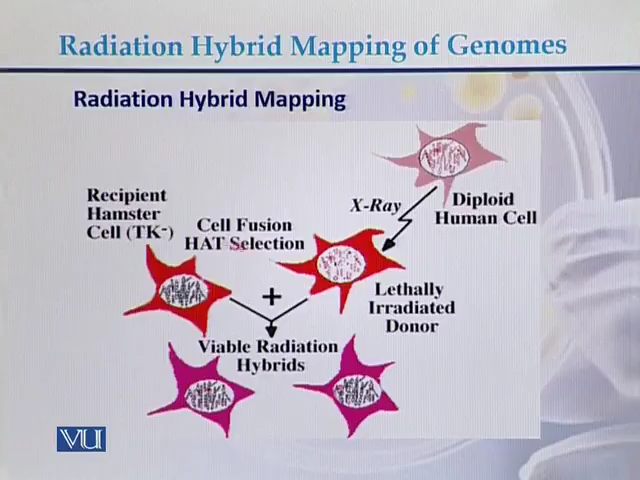 Radiation Hybrid Mapping of Genomes
Radiation Hybrid Mapping
X-Ray
Diploid
Human Cell
Recipient
Hamster
Cell (TK-)
Cell Fusion
HAT Selection
+
Lethally
Irradiated
Donor
Viable Radiation
Hybrids
VU